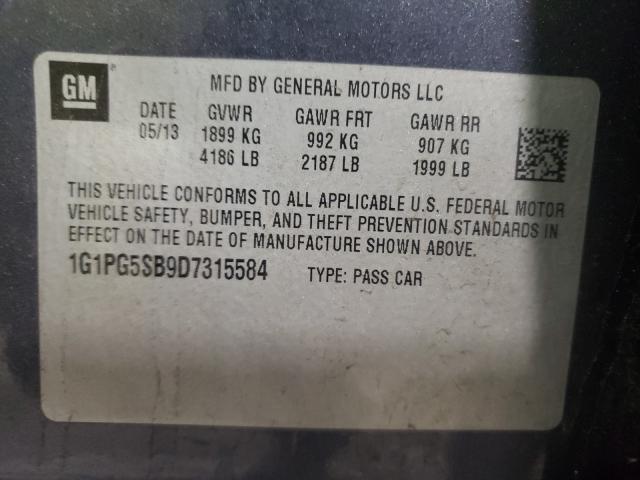 GM
MFD BY GENERAL MOTORS LLC
DATE GVWR GAWR FRT GAWR RR
05/13 1899 KG 992 KG 907 KG
4186 LB 2187 LB 1999 LB
THIS VEHICLE CONFORMS TO ALL APPLICABLE U.S. FEDERAL MOTOR
VEHICLE SAFETY, BUMPER, AND THEFT PREVENTION STANDARDS IN
EFFECT ON THE DATE OF MANUFACTURE SHOWN ABOVE.
1G1PG5SB9D7315584 TYPE: PASS CAR